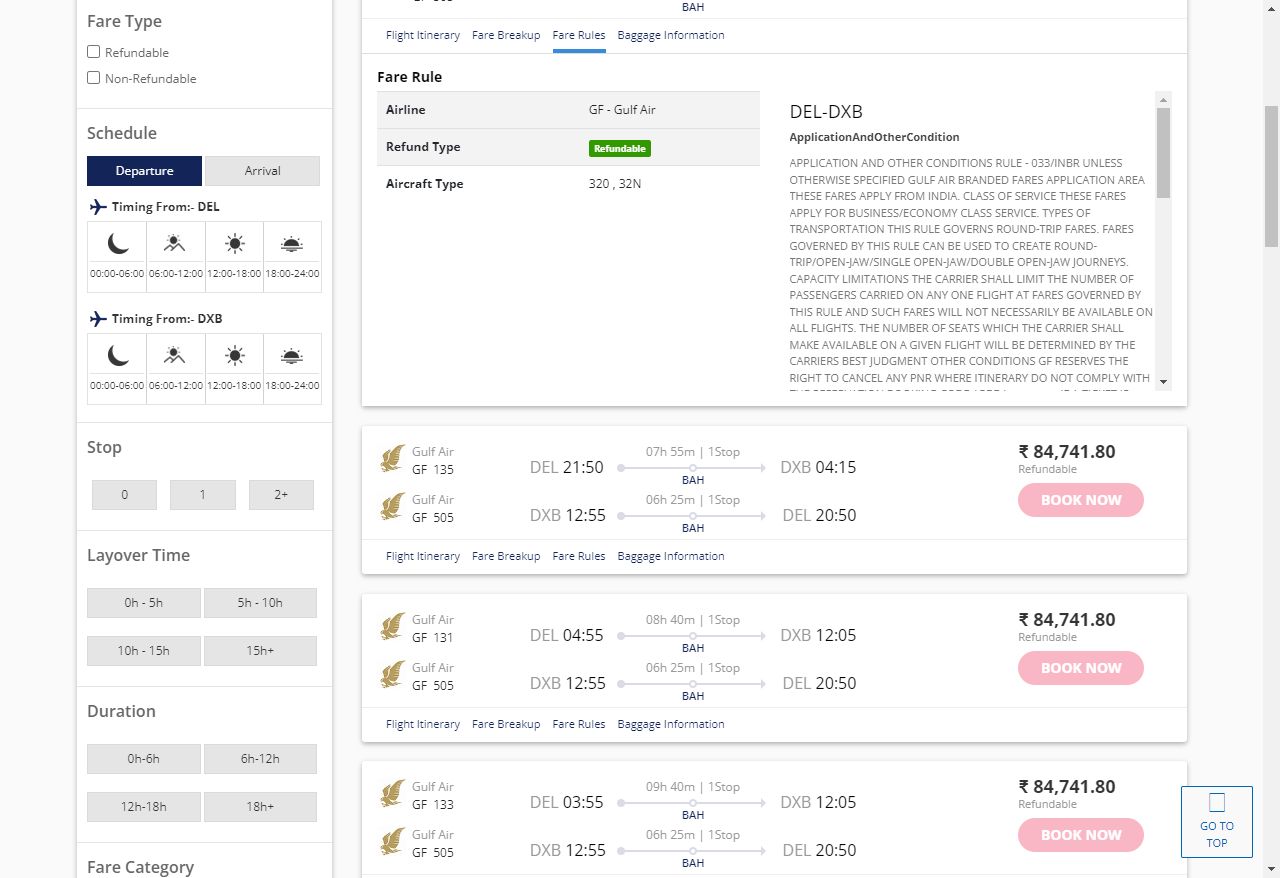 Fare Type
Refundable
Non-Refundable
Schedule
Departure
Arrival
Timing From:- DEL
00:00-06:00
06:00-12:00
12:00-18:00
18:00-24:00
Timing From:- DXB
00:00-06:00
06:00-12:00
12:00-18:00
18:00-24:00
Stop
0
1
2+
Layover Time
0h - 5h
5h - 10h
10h - 15h
15h+
Duration
0h-6h
6h-12h
12h-18h
18h+
Fare Category
BAH
Flight Itinerary
Fare Breakup
Fare Rules
Baggage Information
Fare Rule
Airline
GF - Gulf Air
Refund Type
Refundable
Aircraft Type
320 , 32N
DEL-DXB
ApplicationAndOtherCondition
APPLICATION AND OTHER CONDITIONS RULE - 033/INBR UNLESS
OTHERWISE SPECIFIED GULF AIR BRANDED FARES APPLICATION AREA
THESE FARES APPLY FROM INDIA. CLASS OF SERVICE THESE FARES
APPLY FOR BUSINESS/ECONOMY CLASS SERVICE. TYPES OF
TRANSPORTATION THIS RULE GOVERNS ROUND-TRIP FARES. FARES
GOVERNED BY THIS RULE CAN BE USED TO CREATE ROUND-
TRIP/OPEN-JAW/SINGLE OPEN-JAW/DOUBLE OPEN-JAW JOURNEYS.
CAPACITY LIMITATIONS THE CARRIER SHALL LIMIT THE NUMBER OF
PASSENGERS CARRIED ON ANY ONE FLIGHT AT FARES GOVERNED BY
THIS RULE AND SUCH FARES WILL NOT NECESSARILY BE AVAILABLE ON
ALL FLIGHTS. THE NUMBER OF SEATS WHICH THE CARRIER SHALL
MAKE AVAILABLE ON A GIVEN FLIGHT WILL BE DETERMINED BY THE
CARRIERS BEST JUDGMENT OTHER CONDITIONS GF RESERVES THE
RIGHT TO CANCEL ANY PNR WHERE ITINERARY DO NOT COMPLY WITH
Gulf Air
GF 135
DEL 21:50
07h 55m | 1Stop
BAH
DXB 04:15
Gulf Air
GF 505
DXB 12:55
06h 25m | 1Stop
BAH
DEL 20:50
₹ 84,741.80
Refundable
BOOK NOW
Flight Itinerary
Fare Breakup
Fare Rules
Baggage Information
Gulf Air
GF 131
DEL 04:55
08h 40m | 1Stop
BAH
DXB 12:05
Gulf Air
GF 505
DXB 12:55
06h 25m | 1Stop
BAH
DEL 20:50
₹ 84,741.80
Refundable
BOOK NOW
Flight Itinerary
Fare Breakup
Fare Rules
Baggage Information
Gulf Air
GF 133
DEL 03:55
09h 40m | 1Stop
BAH
DXB 12:05
Gulf Air
GF 505
DXB 12:55
06h 25m | 1Stop
BAH
DEL 20:50
₹ 84,741.80
Refundable
BOOK NOW
GO TO
TOP